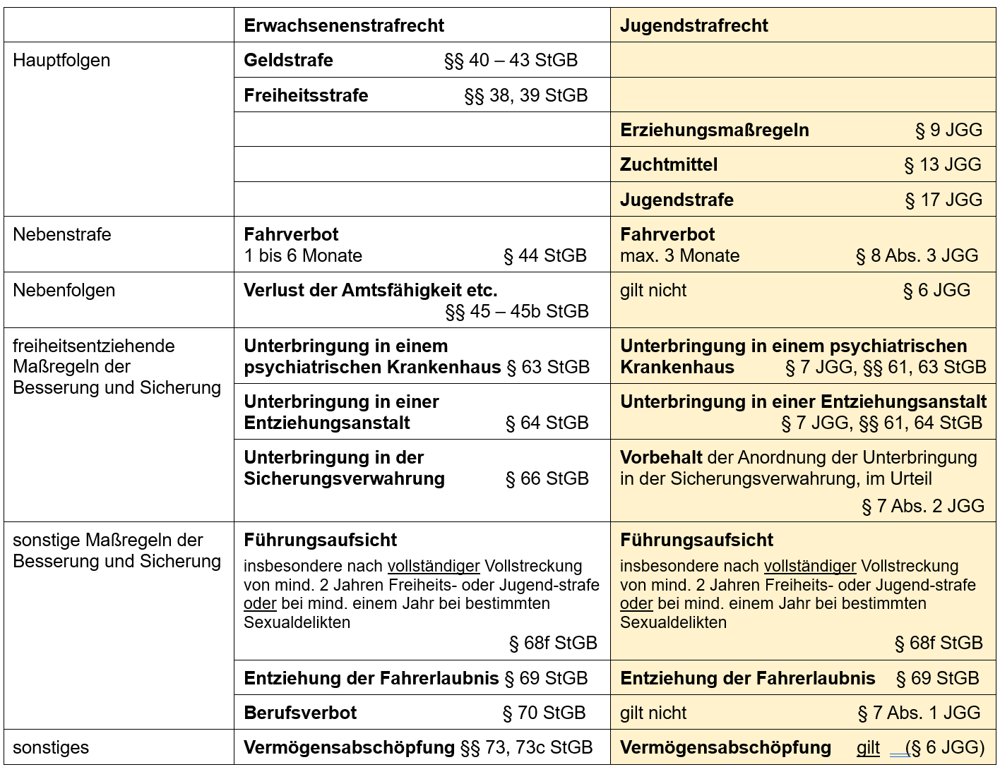 Erwachsenenstrafrecht Jugendstrafrecht
Hauptfolgen Geldstrafe §§ 40 – 43 StGB
Freiheitsstrafe §§ 38, 39 StGB
Erziehungsmaßregeln § 9 JGG
Zuchtmittel § 13 JGG
Jugendstrafe § 17 JGG
Nebenstrafe Fahrverbot Fahrverbot
1 bis 6 Monate § 44 StGB max. 3 Monate § 8 Abs. 3 JGG
Nebenfolgen Verlust der Amtsfähigkeit etc. gilt nicht § 6 JGG
§§ 45 – 45b StGB
freiheitsentziehende Unterbringung in einem Unterbringung in einem psychiatrischen
Maßregeln der psychiatrischen Krankenhaus § 63 StGB Krankenhaus § 7 JGG, §§ 61, 63 StGB
Besserung und Sicherung
Unterbringung in einer Unterbringung in einer Entziehungsanstalt
Entziehungsanstalt § 64 StGB § 7 JGG, §§ 61, 64 StGB
Unterbringung in der Vorbehalt der Anordnung der Unterbringung
Sicherungsverwahrung § 66 StGB in der Sicherungsverwahrung, im Urteil
§ 7 Abs. 2 JGG
sonstige Maßregeln der Führungsaufsicht Führungsaufsicht
Besserung und Sicherung
insbesondere nach vollständiger Vollstreckung insbesondere nach vollständiger Vollstreckung
von mind. 2 Jahren Freiheits- oder Jugend-strafe von mind. 2 Jahren Freiheits- oder Jugend-strafe
oder bei mind. einem Jahr bei bestimmten oder bei mind. einem Jahr bei bestimmten
Sexualdelikten Sexualdelikten
§ 68f StGB § 68f StGB
Entziehung der Fahrerlaubnis § 69 StGB Entziehung der Fahrerlaubnis § 69 StGB
Berufsverbot § 70 StGB gilt nicht § 7 Abs. 1 JGG
sonstiges Vermögensabschöpfung §§ 73, 73c StGB Vermögensabschöpfung gilt (§ 6 JGG)